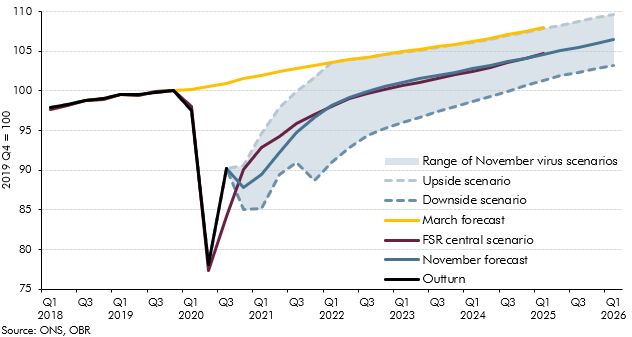 110
105
100
95
90
85
80
75
2019 Q4 = 100
Range of November virus scenarios
Upside scenario
Downside scenario
March forecast
FSR central scenario
November forecast
Outturn
Q1 Q3 Q1 Q3 Q1 Q3 Q1 Q3 Q1 Q3 Q1 Q3 Q1 Q3 Q1 Q3 Q1
2018 2019 2020 2021 2022 2023 2024 2025 2026
Source: ONS, OBR